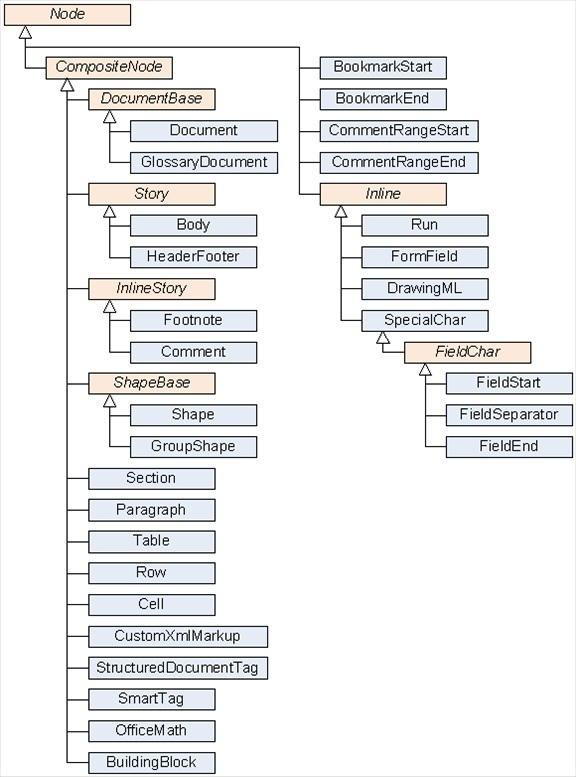 Node
CompositeNode
DocumentBase
Document
GlossaryDocument
Story
Body
HeaderFooter
InlineStory
Footnote
Comment
ShapeBase
Shape
GroupShape
Section
Paragraph
Table
Row
Cell
CustomXmlMarkup
StructuredDocumentTag
SmartTag
OfficeMath
BuildingBlock
BookmarkStart
BookmarkEnd
CommentRangeStart
CommentRangeEnd
Inline
Run
FormField
DrawingML
SpecialChar
FieldChar
FieldStart
FieldSeparator
FieldEnd